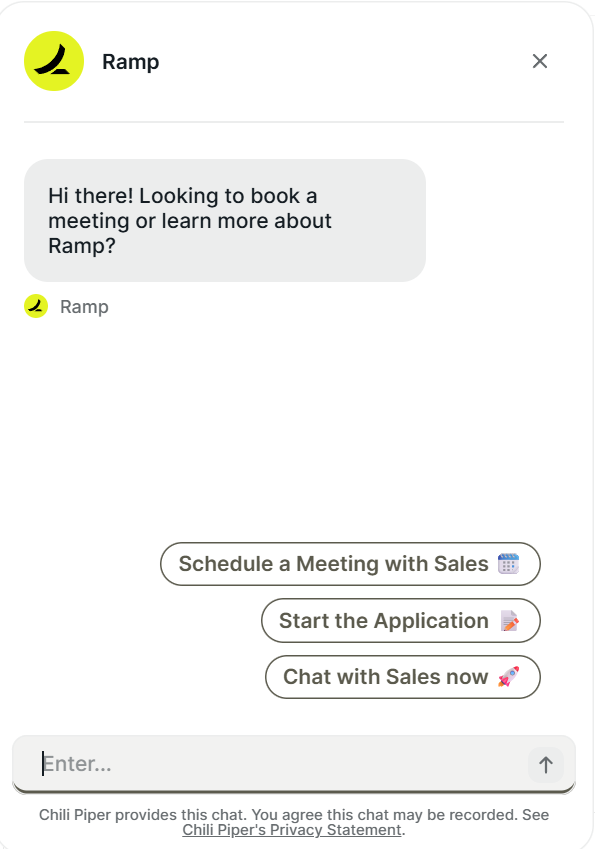 Ramp
Hi there! Looking to book a
meeting or learn more about
Ramp?
Ramp
Schedule a Meeting with Sales
Start the Application
Chat with Sales now
Enter...
Chili Piper provides this chat. You agree this chat may be recorded. See
Chili Piper's Privacy Statement.